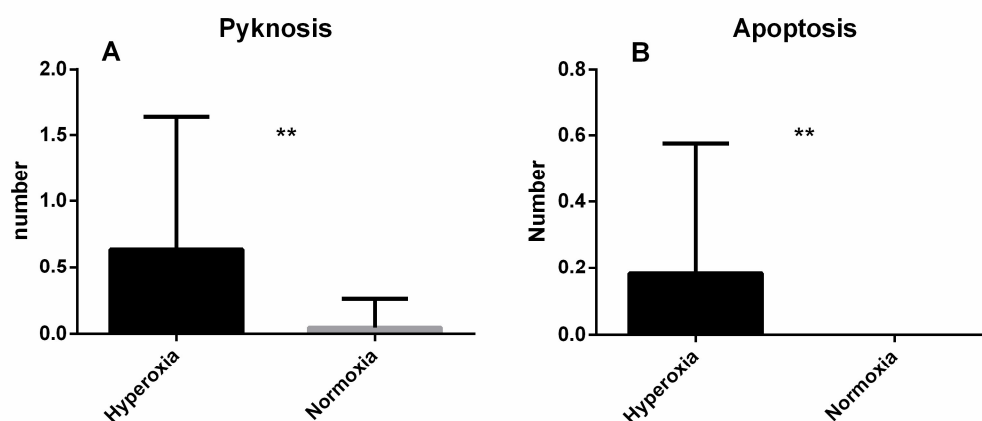 Pyknosis
A
2.0
1.5
1.0
0.5
0.0
number
**
Hyperoxia
Normoxia
Apoptosis
B
0.8
0.6
0.4
0.2
0.0
Number
**
Hyperoxia
Normoxia